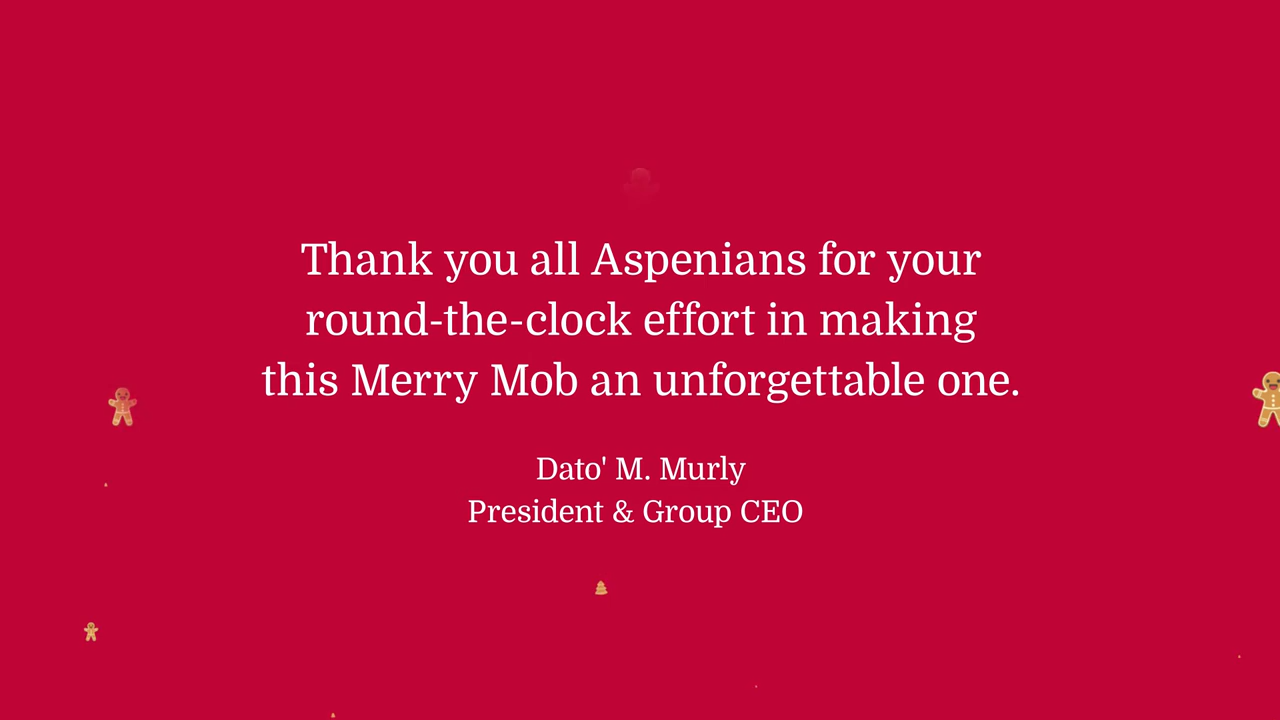 Thank you all Aspenians for your
round-the-clock effort in making
this Merry Mob an unforgettable one.
Dato' M. Murly
President & Group CEO